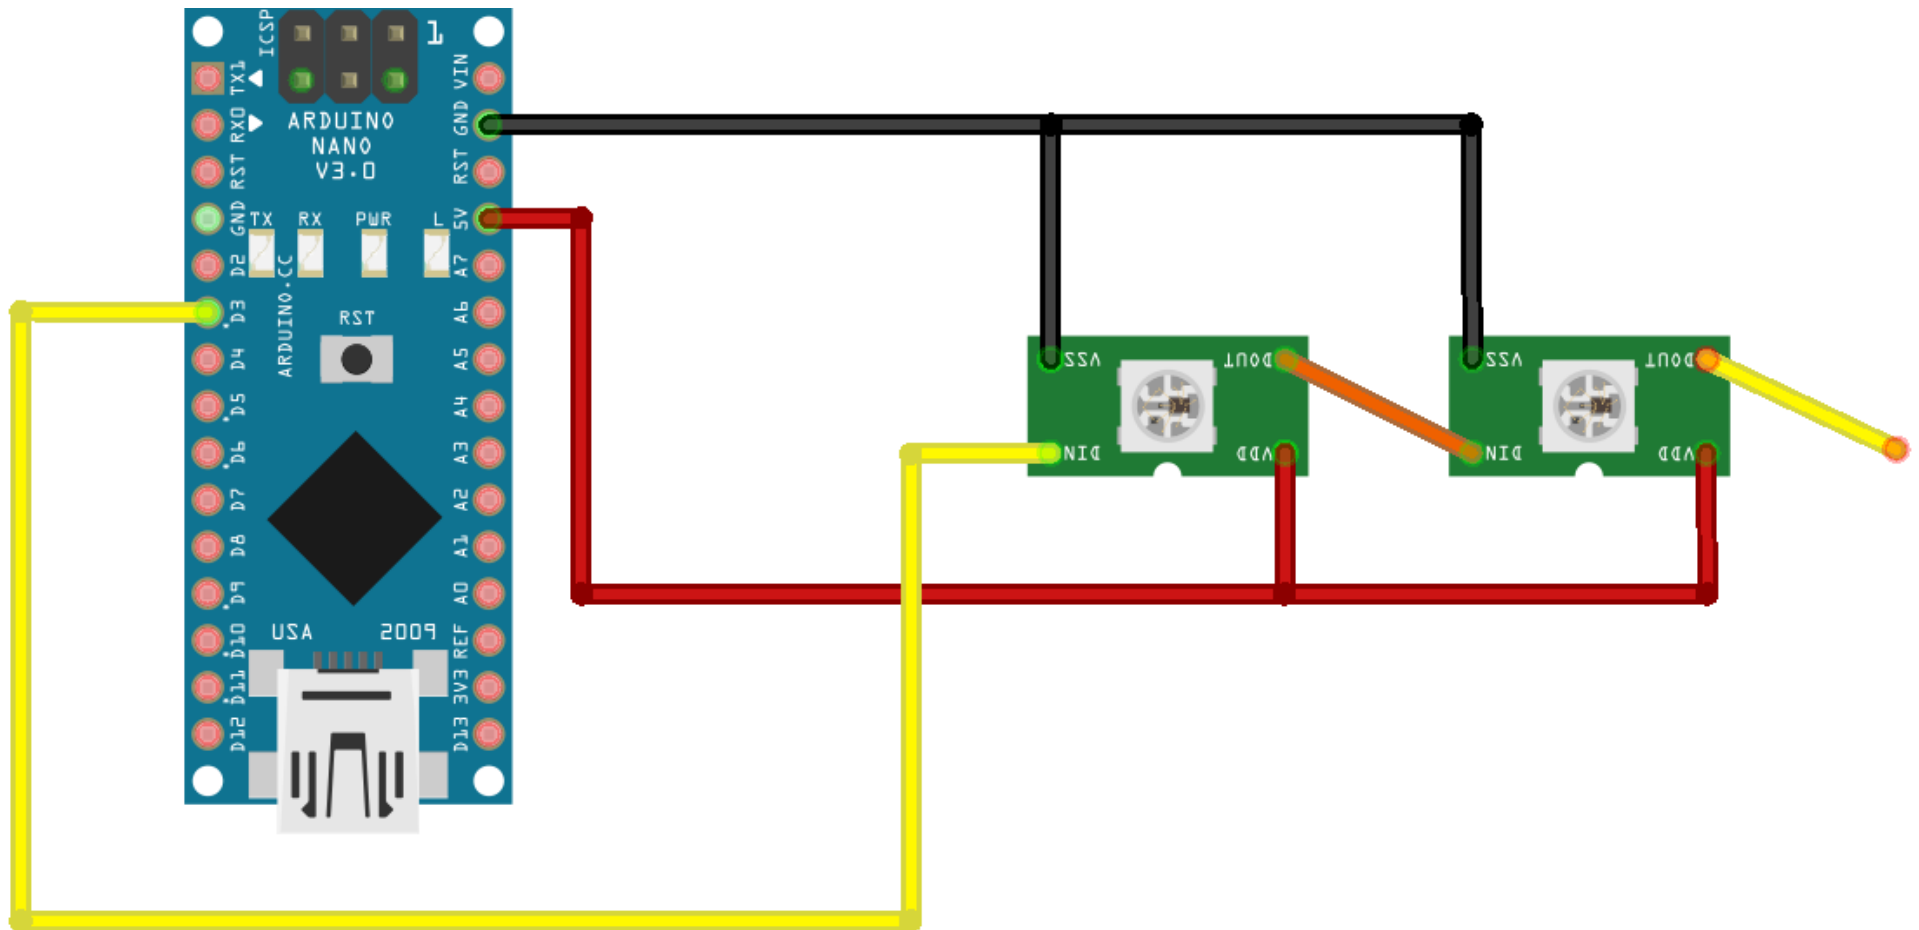 ICSP
1
TX1
RX0
RST
GND
D2
D3
D4
D5
D6
D7
D8
D9
D10
D11
D12
VIN
GND
RST
5V
A7
A6
A5
A4
A3
A2
A1
A0
REF
3V3
D13
ARDUINO
NANO
V3.0
TX RX PWR L
ARDUINO.CC
RST
USA 2009
VSS DOUT
DIN VDD
VSS DOUT
DIN VDD